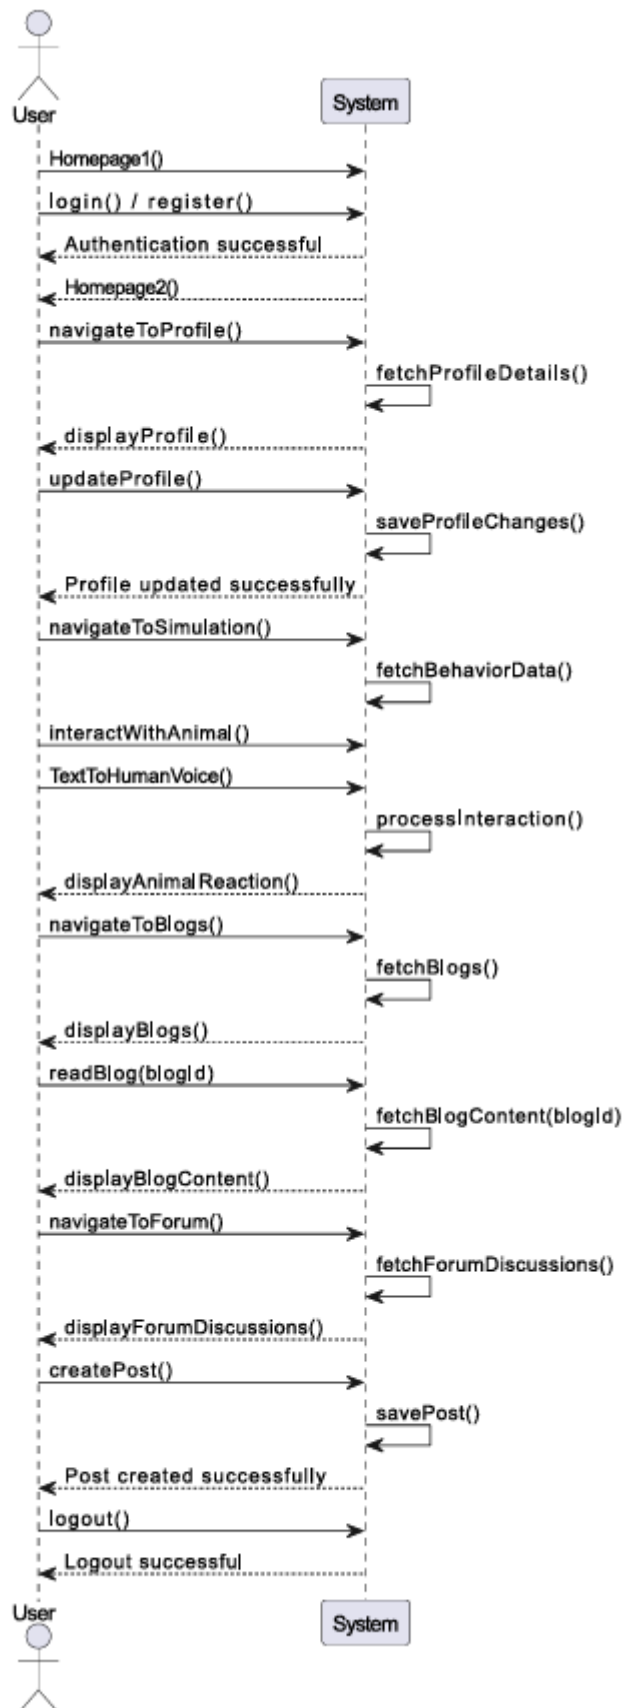 User
System
Homepage1()
login() / register()
Authentication successful
Homepage2()
navigateToProfile()
fetchProfileDetails()
displayProfile()
updateProfile()
saveProfileChanges()
Profile updated successfully
navigateToSimulation()
fetchBehaviorData()
interactWithAnimal()
TextToHumanVoice()
processInteraction()
displayAnimalReaction()
navigateToBlogs()
fetchBlogs()
displayBlogs()
readBlog(blogId)
fetchBlogContent(blogId)
displayBlogContent()
navigateToForum()
fetchForumDiscussions()
displayForumDiscussions()
createPost()
savePost()
Post created successfully
logout()
Logout successful
User
System